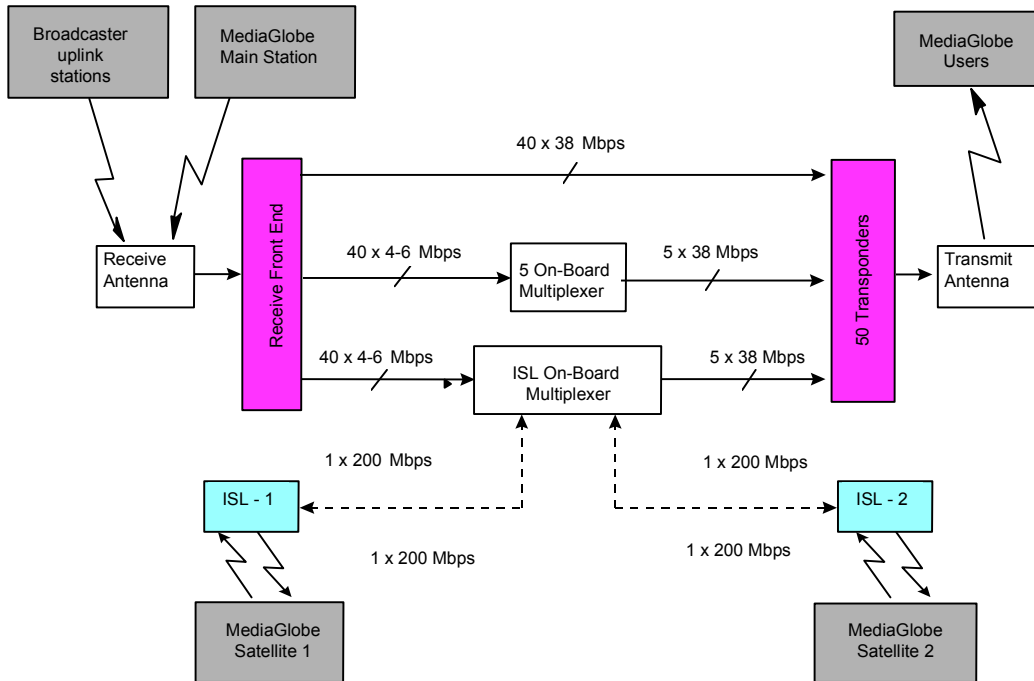 Broadcaster
uplink
stations
MediaGlobe
Main Station
MediaGlobe
Users
40 x 38 Mbps
Receive
Antenna
Receive Front End
40 x 4-6 Mbps
5 On-Board
Multiplexer
5 x 38 Mbps
50 Transponders
Transmit
Antenna
40 x 4-6 Mbps
ISL On-Board
Multiplexer
5 x 38 Mbps
1 x 200 Mbps
1 x 200 Mbps
ISL - 1
ISL - 2
1 x 200 Mbps
1 x 200 Mbps
MediaGlobe
Satellite 1
MediaGlobe
Satellite 2